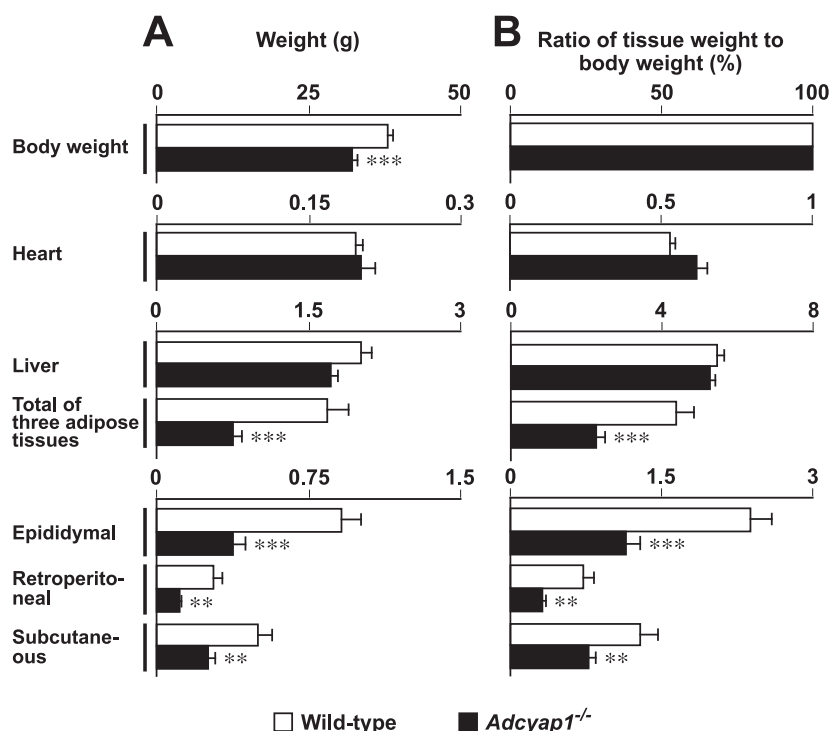 A Weight (g)
B Ratio of tissue weight to
body weight (%)
0 25 50
0 50 100
Body weight
***
0 0.15 0.3
0 0.5 1
Heart
0 1.5 3
0 4 8
Liver
Total of
three adipose
tissues
*** ***
0 0.75 1.5
0 1.5 3
Epididymal
*** ***
Retroperito-
neal
** **
Subcutane-
ous
** **
Wild-type Adcyap1-/-